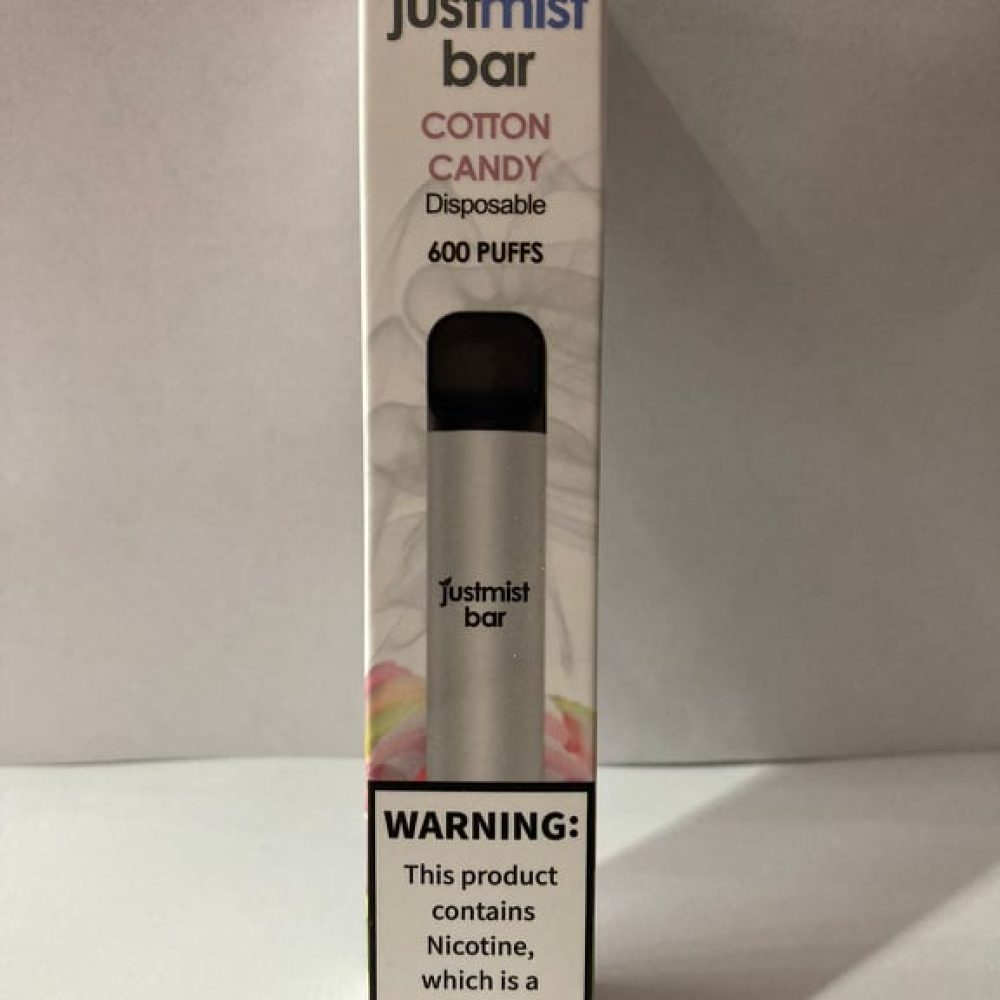 justmist
bar
COTTON
CANDY
Disposable
600 PUFFS
justmist
bar
WARNING:
This product
contains
Nicotine,
which is a